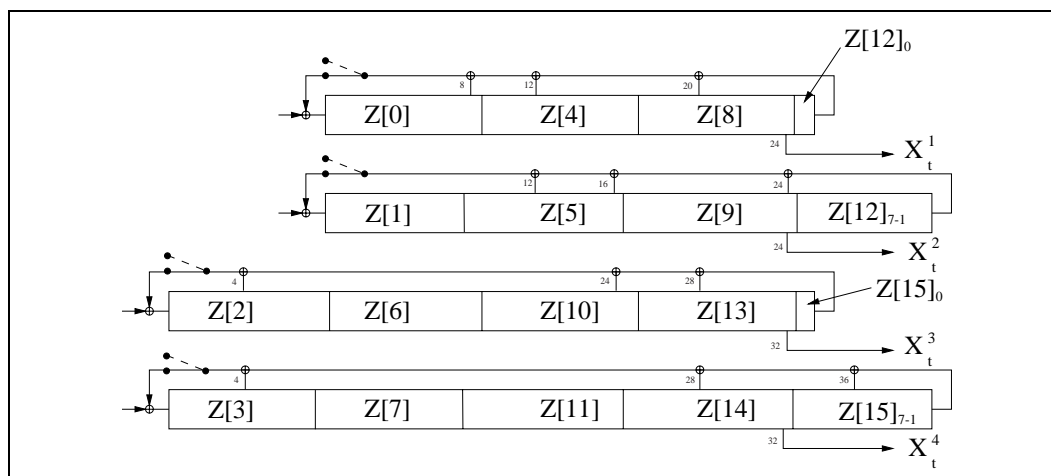 Z[12]₀
8 12 20
Z[0] Z[4] Z[8]
24 X¹ₜ
12 16 24
Z[1] Z[5] Z[9] Z[12]₇₋₁
24 X²ₜ
4 24 28
Z[2] Z[6] Z[10] Z[13] Z[15]₀
32 X³ₜ
4 28 36
Z[3] Z[7] Z[11] Z[14] Z[15]₇₋₁
32 X⁴ₜ